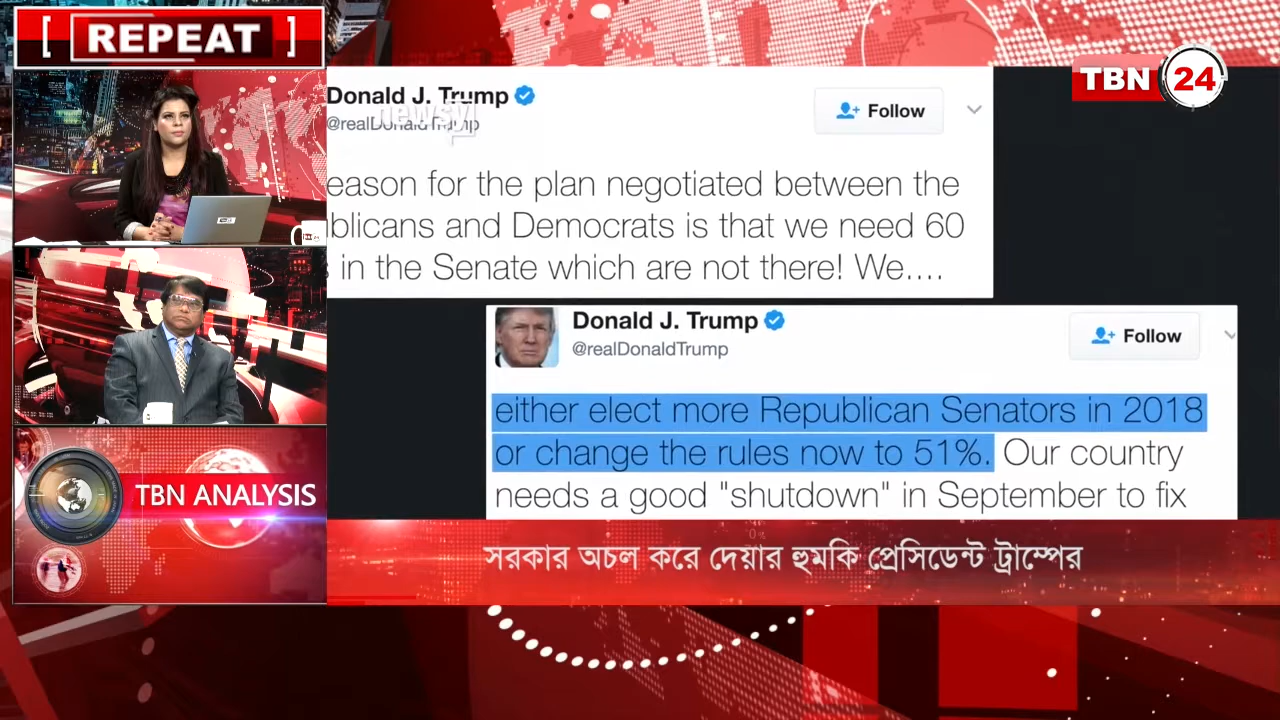 [ REPEAT ]
TBN 24
Donald J. Trump
Follow
@realDonaldTrump
newsy
eason for the plan negotiated between the
blicans and Democrats is that we need 60
in the Senate which are not there! We....
Donald J. Trump
Follow
@realDonaldTrump
either elect more Republican Senators in 2018
or change the rules now to 51%. Our country
needs a good "shutdown" in September to fix
TBN ANALYSIS
সরকার অচল করে দেয়ার হুমকি প্রেসিডেন্ট ট্রাম্পের